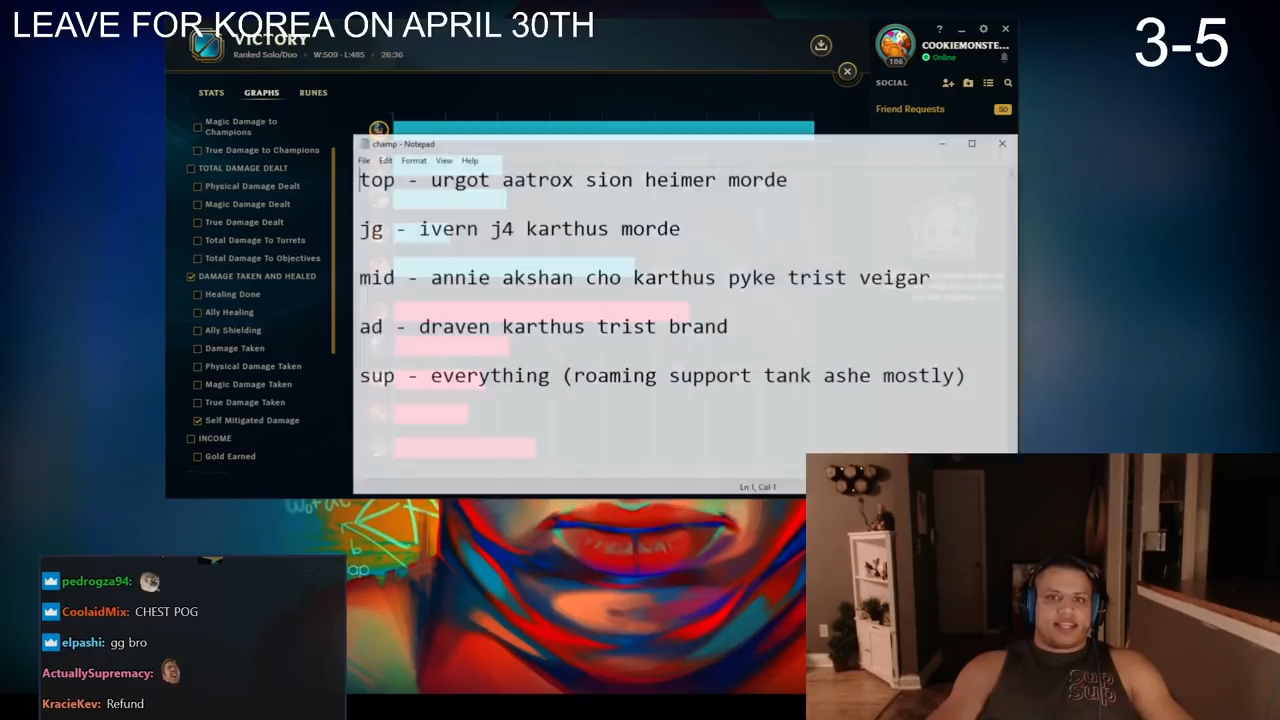 LEAVE FOR KOREA ON APRIL 30TH
3-5
VICTORY
Ranked Solo/Duo • W:509 - L:485 • 26:36
106
COOKIEMONSTE...
Online
SOCIAL
Friend Requests
50
STATS GRAPHS RUNES
Magic Damage to
Champions
True Damage to Champions
TOTAL DAMAGE DEALT
Physical Damage Dealt
Magic Damage Dealt
True Damage Dealt
Total Damage To Turrets
Total Damage To Objectives
DAMAGE TAKEN AND HEALED
Healing Done
Ally Healing
Ally Shielding
Damage Taken
Physical Damage Taken
Magic Damage Taken
True Damage Taken
Self Mitigated Damage
INCOME
Gold Earned
champ - Notepad
File Edit Format View Help
top - urgot aatrox sion heimer morde
jg - ivern j4 karthus morde
mid - annie akshan cho karthus pyke trist veigar
ad - draven karthus trist brand
sup - everything (roaming support tank ashe mostly)
Ln 1, Col 1
b
ap
pedrogza94:
CoolaidMix: CHEST POG
elpashi: gg bro
ActuallySupremacy:
KracieKev: Refund
Sup
Sup